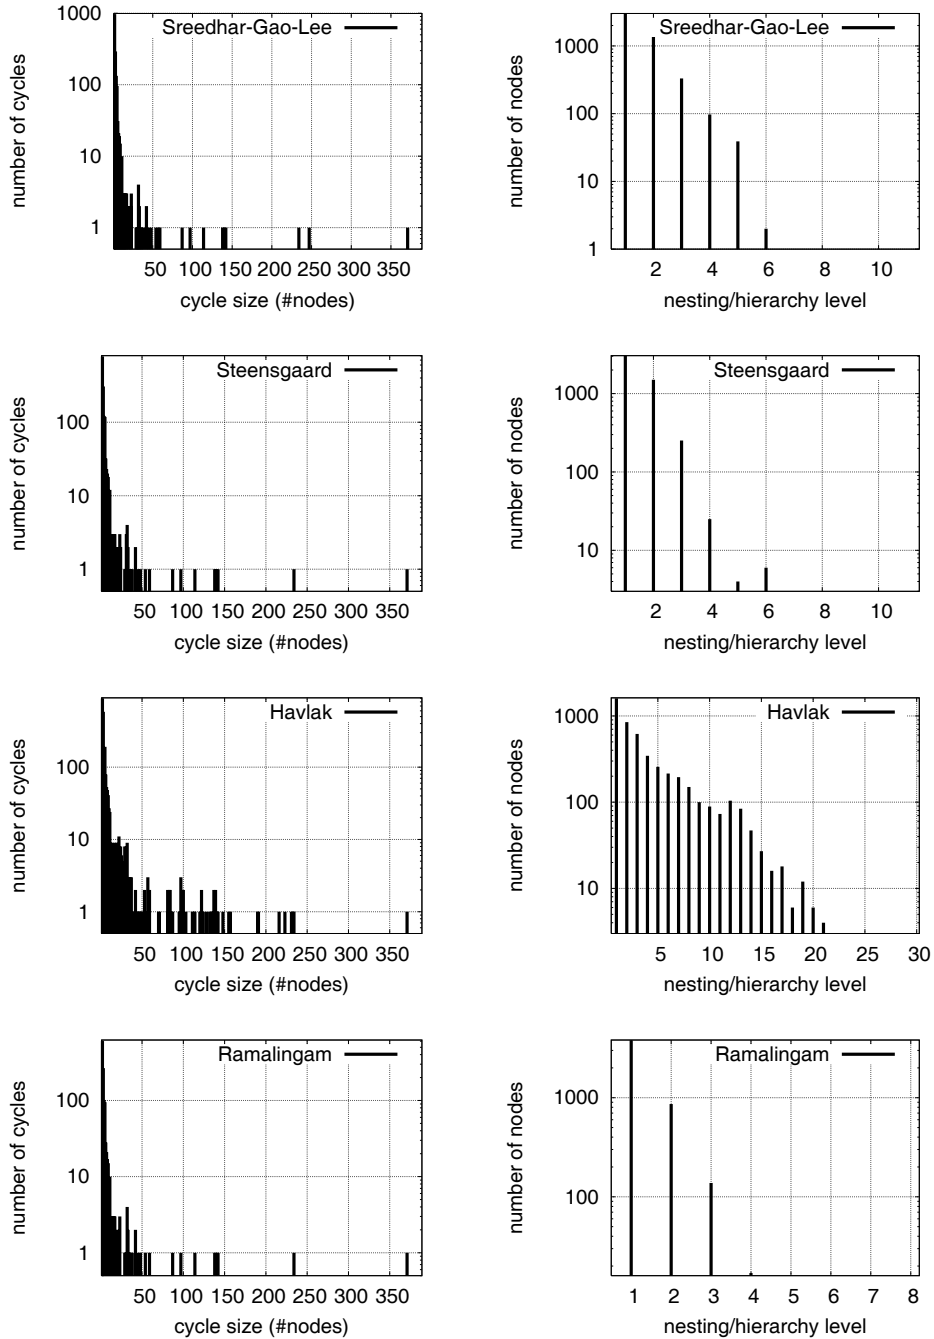 Sreedhar-Gao-Lee
number of cycles
1000
100
10
1
50 100 150 200 250 300 350
cycle size (#nodes)
Sreedhar-Gao-Lee
number of nodes
1000
100
10
1
2 4 6 8 10
nesting/hierarchy level
Steensgaard
number of cycles
100
10
1
50 100 150 200 250 300 350
cycle size (#nodes)
Steensgaard
number of nodes
1000
100
10
2 4 6 8 10
nesting/hierarchy level
Havlak
number of cycles
100
10
1
50 100 150 200 250 300 350
cycle size (#nodes)
Havlak
number of nodes
1000
100
10
5 10 15 20 25 30
nesting/hierarchy level
Ramalingam
number of cycles
100
10
1
50 100 150 200 250 300 350
cycle size (#nodes)
Ramalingam
number of nodes
1000
100
1 2 3 4 5 6 7 8
nesting/hierarchy level